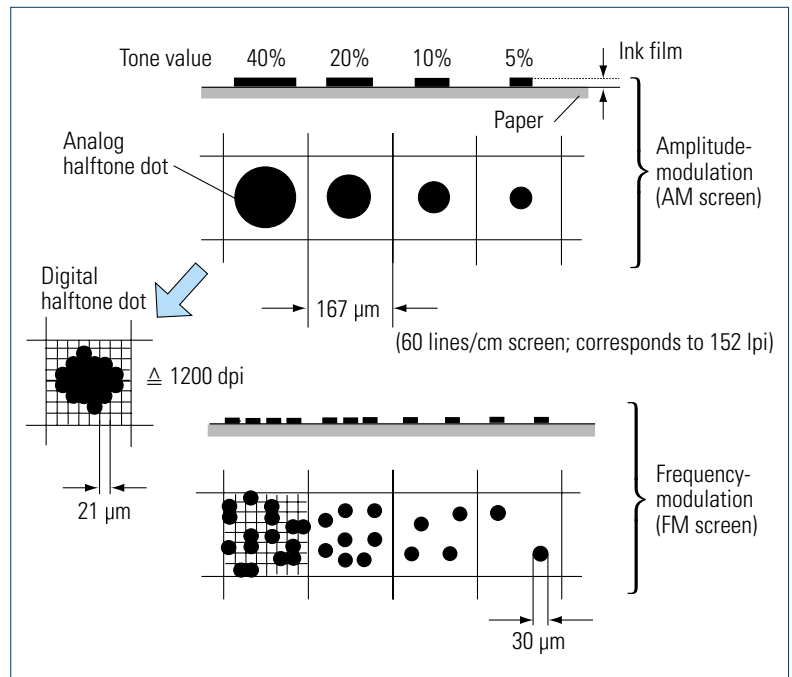 Tone value 40% 20% 10% 5% Ink film
Paper
Analog
halftone dot
Amplitude-
modulation
(AM screen)
Digital
halftone dot
167 µm
(60 lines/cm screen; corresponds to 152 lpi)
≙ 1200 dpi
21 µm
Frequency-
modulation
(FM screen)
30 µm